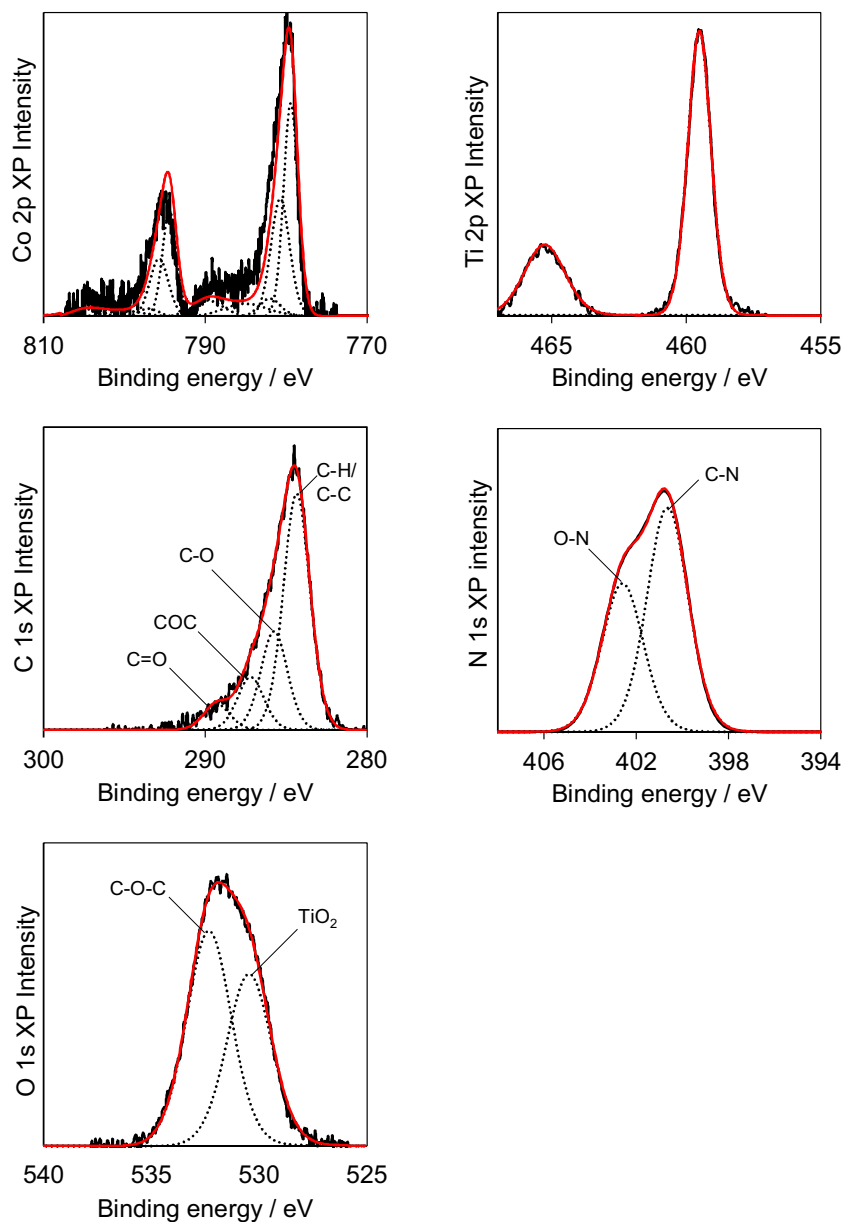 Co 2p XP Intensity
810
790
770
Binding energy / eV
Ti 2p XP Intensity
465
460
455
Binding energy / eV
C 1s XP Intensity
C-H/
C-C
C-O
COC
C=O
300
290
280
Binding energy / eV
N 1s XP intensity
C-N
O-N
406
402
398
394
Binding energy / eV
O 1s XP Intensity
C-O-C
TiO₂
540
535
530
525
Binding energy / eV